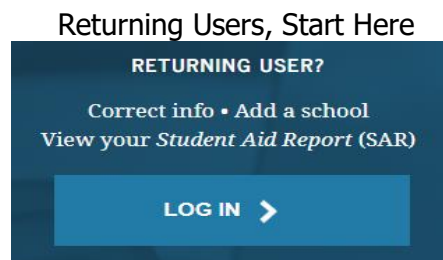 Returning Users, Start Here
RETURNING USER?
Correct info • Add a school
View your Student Aid Report (SAR)
LOG IN